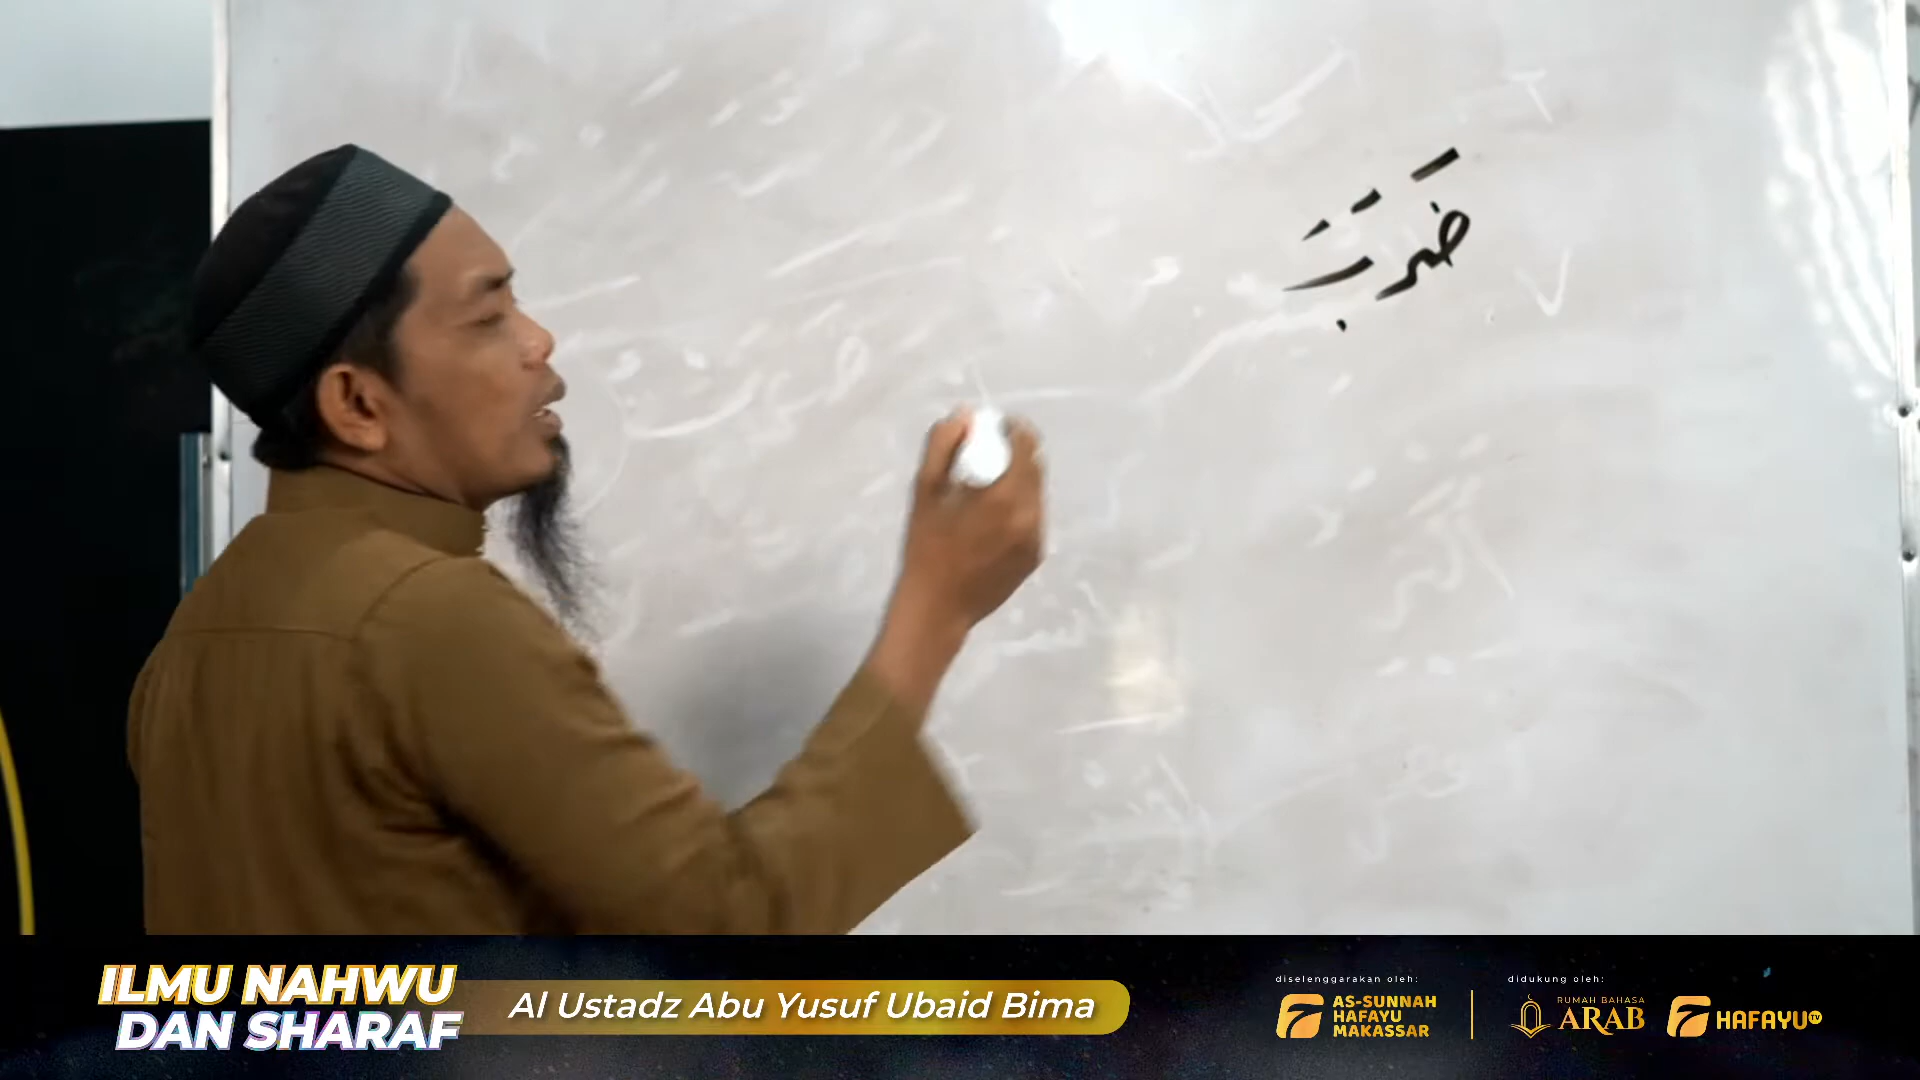 ضَرَبَ
ILMU NAHWU
DAN SHARAF
Al Ustadz Abu Yusuf Ubaid Bima
diselenggarakan oleh:
AS-SUNNAH
HAFAYU
MAKASSAR
didukung oleh:
RUMAH BAHASA
ARAB
HAFAYU TV